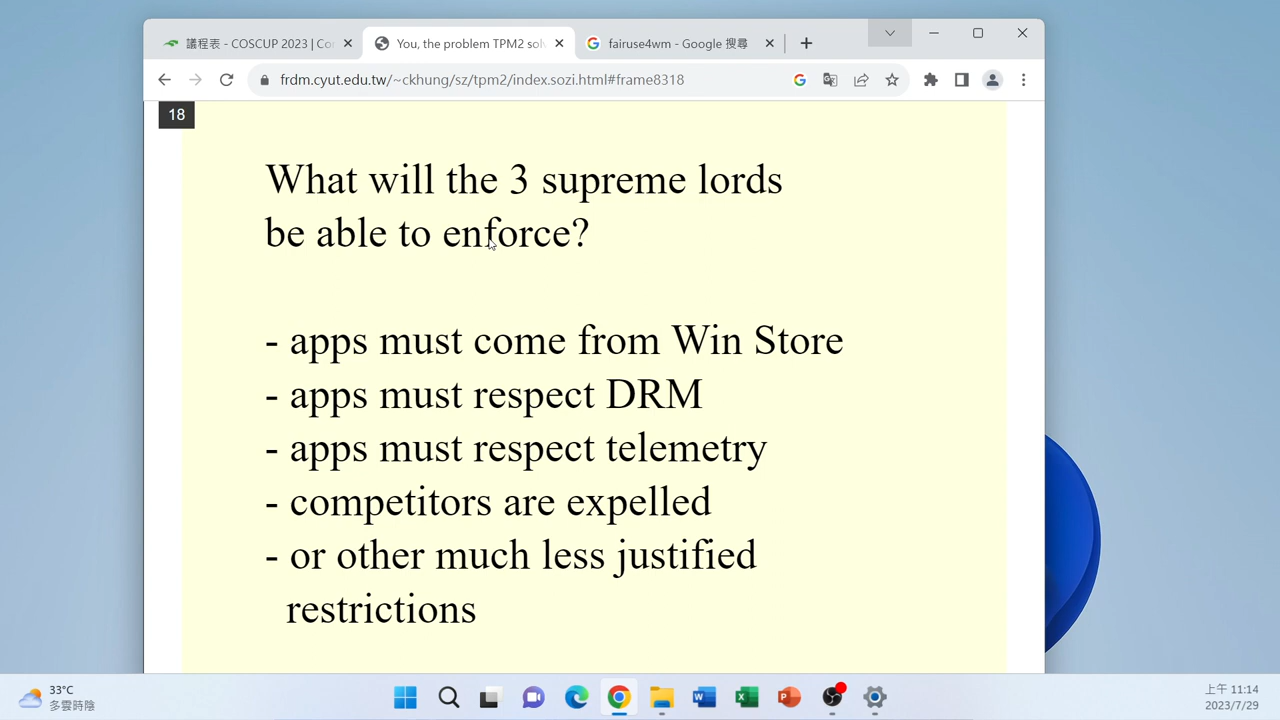 議程表 - COSCUP 2023 | Co
You, the problem TPM2 sol
fairuse4wm - Google 搜尋
frdm.cyut.edu.tw/~ckhung/sz/tpm2/index.sozi.html#frame8318
18
What will the 3 supreme lords
be able to enforce?
- apps must come from Win Store
- apps must respect DRM
- apps must respect telemetry
- competitors are expelled
- or other much less justified
restrictions
33°C
多雲時陰
上午 11:14
2023/7/29